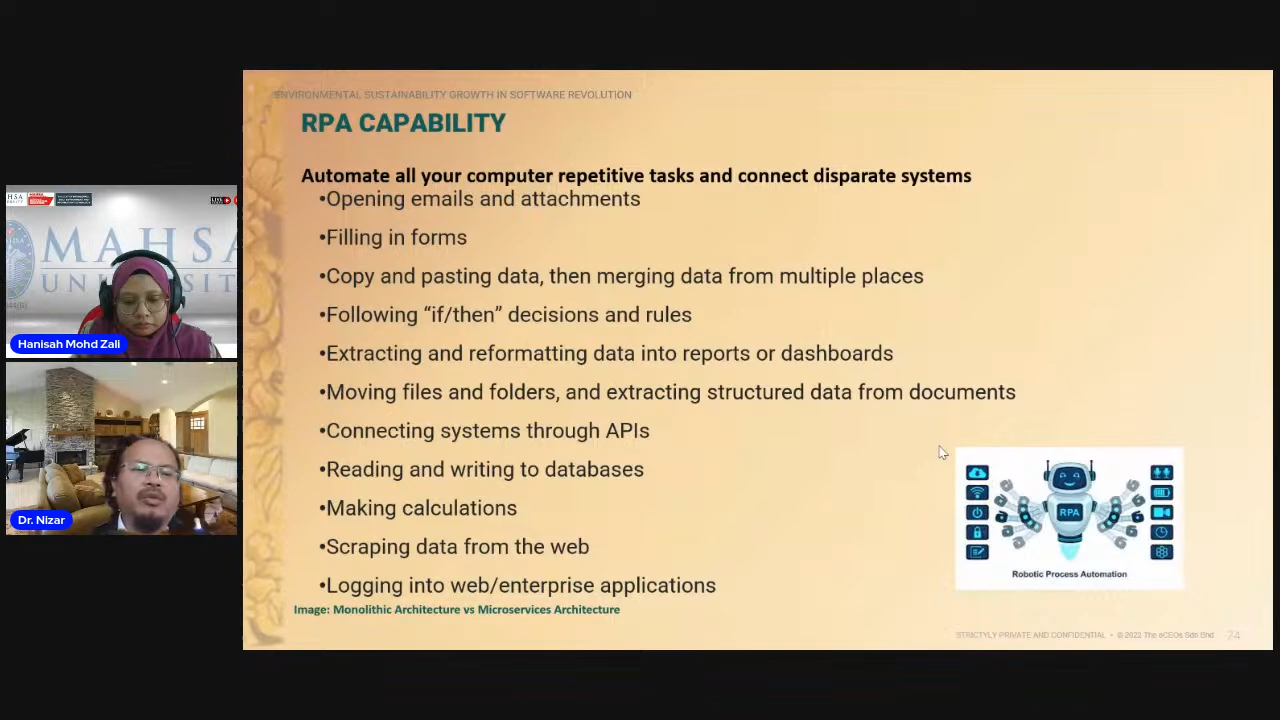 ENVIRONMENTAL SUSTAINABILITY GROWTH IN SOFTWARE REVOLUTION
RPA CAPABILITY
Automate all your computer repetitive tasks and connect disparate systems
•Opening emails and attachments
•Filling in forms
•Copy and pasting data, then merging data from multiple places
•Following “if/then” decisions and rules
•Extracting and reformatting data into reports or dashboards
•Moving files and folders, and extracting structured data from documents
•Connecting systems through APIs
•Reading and writing to databases
•Making calculations
•Scraping data from the web
•Logging into web/enterprise applications
Image: Monolithic Architecture vs Microservices Architecture
RPA
Robotic Process Automation
STRICTYLY PRIVATE AND CONFIDENTIAL • © 2022 The eCEOs Sdn Bhd 74
LIVE
MAHSA
UNIVERSIT
Hanisah Mohd Zali
Dr. Nizar